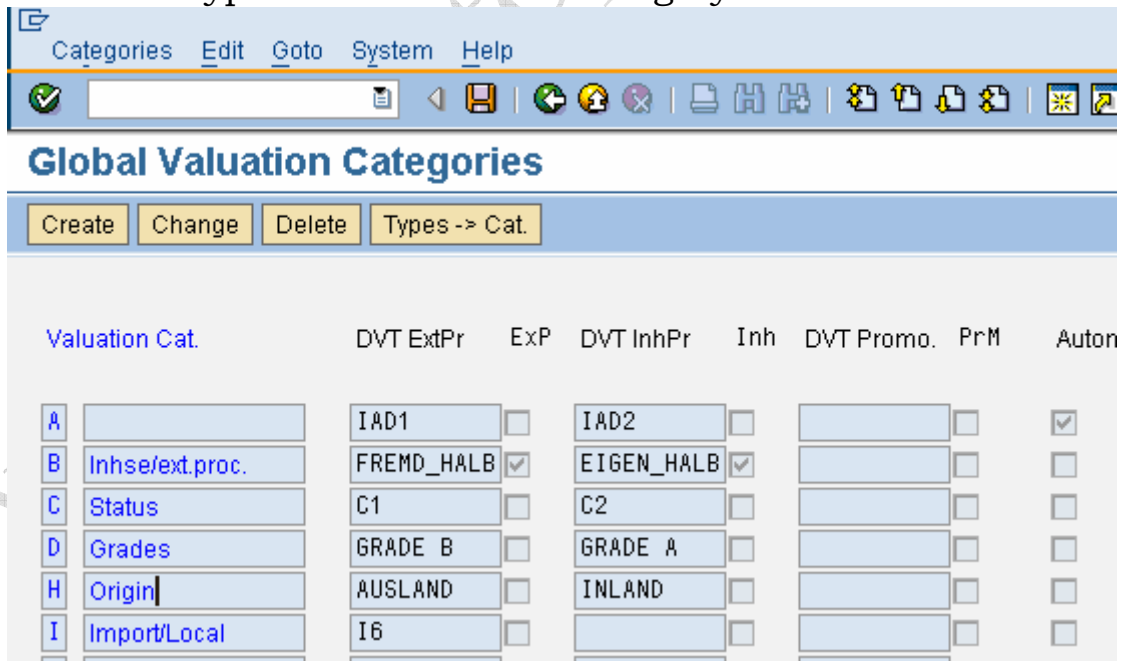 Categories Edit Goto System Help
Global Valuation Categories
Create Change Delete Types -> Cat.
Valuation Cat. DVT ExtPr ExP DVT InhPr Inh DVT Promo. PrM Auton
A IAD1 IAD2
B Inhse/ext.proc. FREMD_HALB EIGEN_HALB
C Status C1 C2
D Grades GRADE B GRADE A
H Origin AUSLAND INLAND
I Import/Local I6